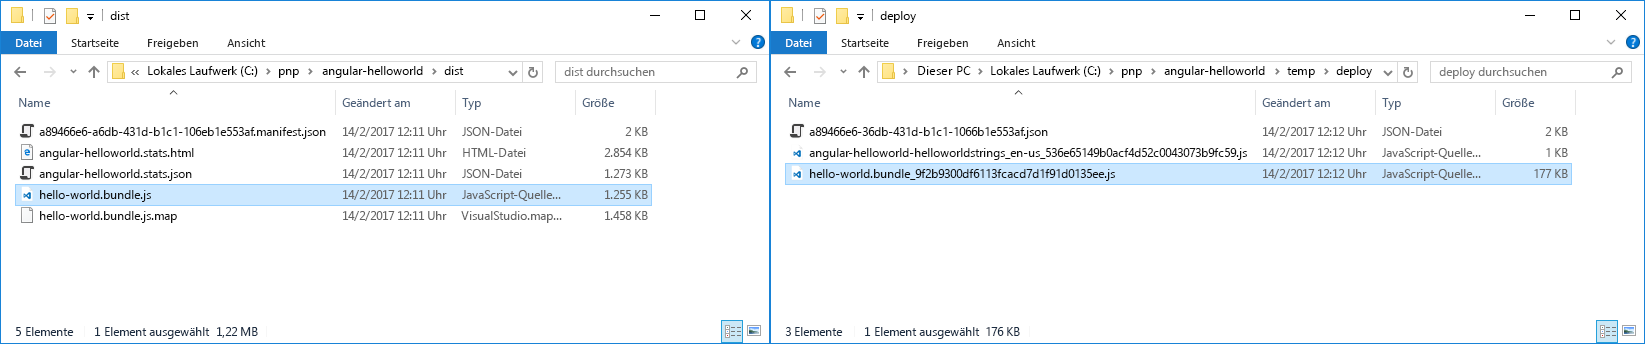 dist
Datei Startseite Freigeben Ansicht
« Lokales Laufwerk (C:) pnp angular-helloworld dist
dist durchsuchen
Name Geändert am Typ Größe
a89466e6-a6db-431d-b1c1-106eb1e553af.manifest.json 14/2/2017 12:11 Uhr JSON-Datei 2 KB
angular-helloworld.stats.html 14/2/2017 12:11 Uhr HTML-Datei 2.854 KB
angular-helloworld.stats.json 14/2/2017 12:11 Uhr JSON-Datei 1.273 KB
hello-world.bundle.js 14/2/2017 12:11 Uhr JavaScript-Quelle... 1.255 KB
hello-world.bundle.js.map 14/2/2017 12:11 Uhr VisualStudio.map... 1.458 KB
5 Elemente 1 Element ausgewählt 1,22 MB
deploy
Datei Startseite Freigeben Ansicht
Dieser PC Lokales Laufwerk (C:) pnp angular-helloworld temp deploy
deploy durchsuchen
Name Geändert am Typ Größe
a89466e6-36db-431d-b1c1-1066b1e553af.json 14/2/2017 12:12 Uhr JSON-Datei 2 KB
angular-helloworld-helloworldstrings_en-us_536e65149b0acf4d52c0043073b9fc59.js 14/2/2017 12:12 Uhr JavaScript-Quelle... 1 KB
hello-world.bundle_9f2b9300df6113fcacd7d1f91d0135ee.js 14/2/2017 12:12 Uhr JavaScript-Quelle... 177 KB
3 Elemente 1 Element ausgewählt 176 KB